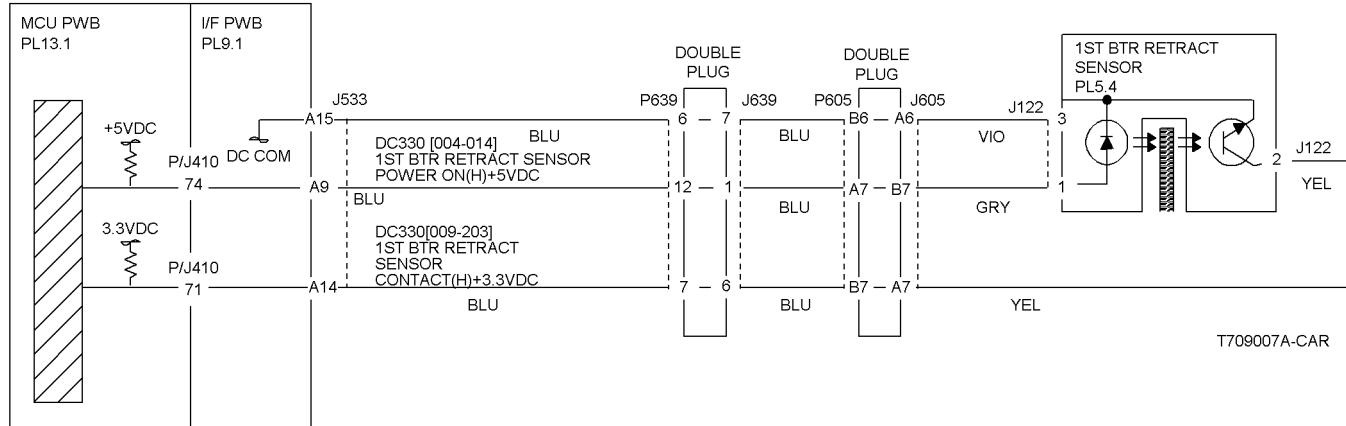 MCU PWB
PL13.1
I/F PWB
PL9.1
+5VDC
P/J410
74
3.3VDC
P/J410
71
DC COM
J533
A15
A9
A14
BLU
DC330 [004-014]
1ST BTR RETRACT SENSOR
POWER ON(H)+5VDC
BLU
DC330[009-203]
1ST BTR RETRACT
SENSOR
CONTACT(H)+3.3VDC
BLU
DOUBLE
PLUG
P639
J639
6 – 7
12 – 1
7 – 6
BLU
BLU
BLU
DOUBLE
PLUG
P605
J605
B6 – A6
A7 – B7
B7 – A7
VIO
GRY
YEL
J122
3
1
1ST BTR RETRACT
SENSOR
PL5.4
2
J122
YEL
T709007A-CAR